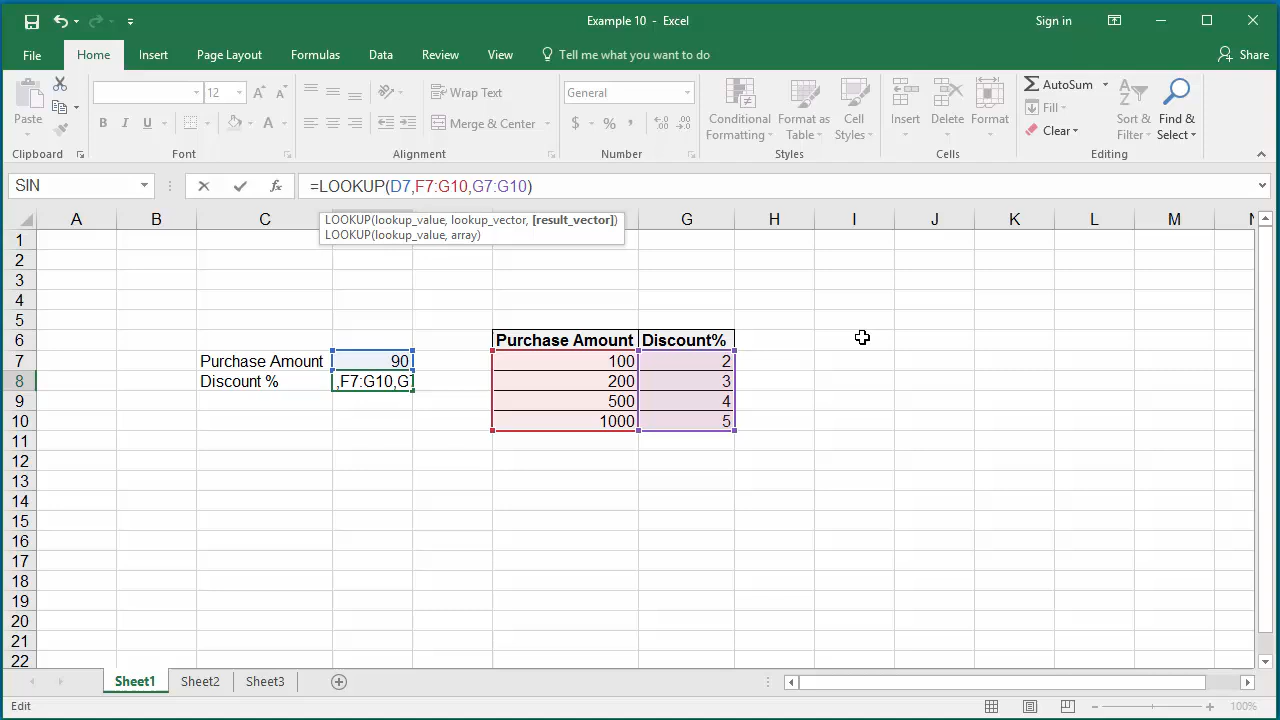 Example 10 - Excel
Sign in
File Home Insert Page Layout Formulas Data Review View Tell me what you want to do Share
Paste
Clipboard
12 A A
B I U A
Font
Wrap Text
Merge & Center
Alignment
General
$ % ,
Number
Conditional Formatting
Format as Table
Cell Styles
Styles
Insert Delete Format
Cells
AutoSum
Fill
Clear
Sort & Filter
Find & Select
Editing
SIN fx =LOOKUP(D7,F7:G10,G7:G10)
LOOKUP(lookup_value, lookup_vector, [result_vector])
LOOKUP(lookup_value, array)
A B C G H I J K L M N
1
2
3
4
5
6 Purchase Amount Discount%
7 Purchase Amount 90 100 2
8 Discount % ,F7:G10,G1 200 3
9 500 4
10 1000 5
11
12
13
14
15
16
17
18
19
20
21
22
Sheet1 Sheet2 Sheet3
Edit 100%